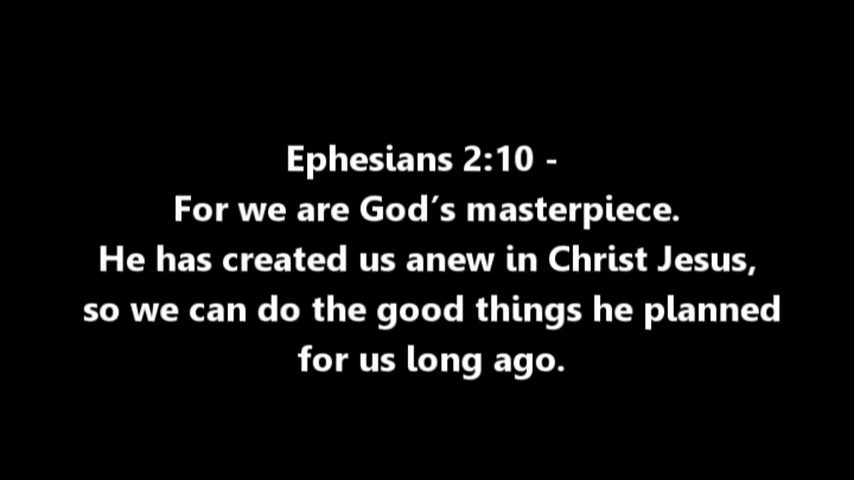 Ephesians 2:10 -
For we are God´s masterpiece.
He has created us anew in Christ Jesus,
so we can do the good things he planned
for us long ago.